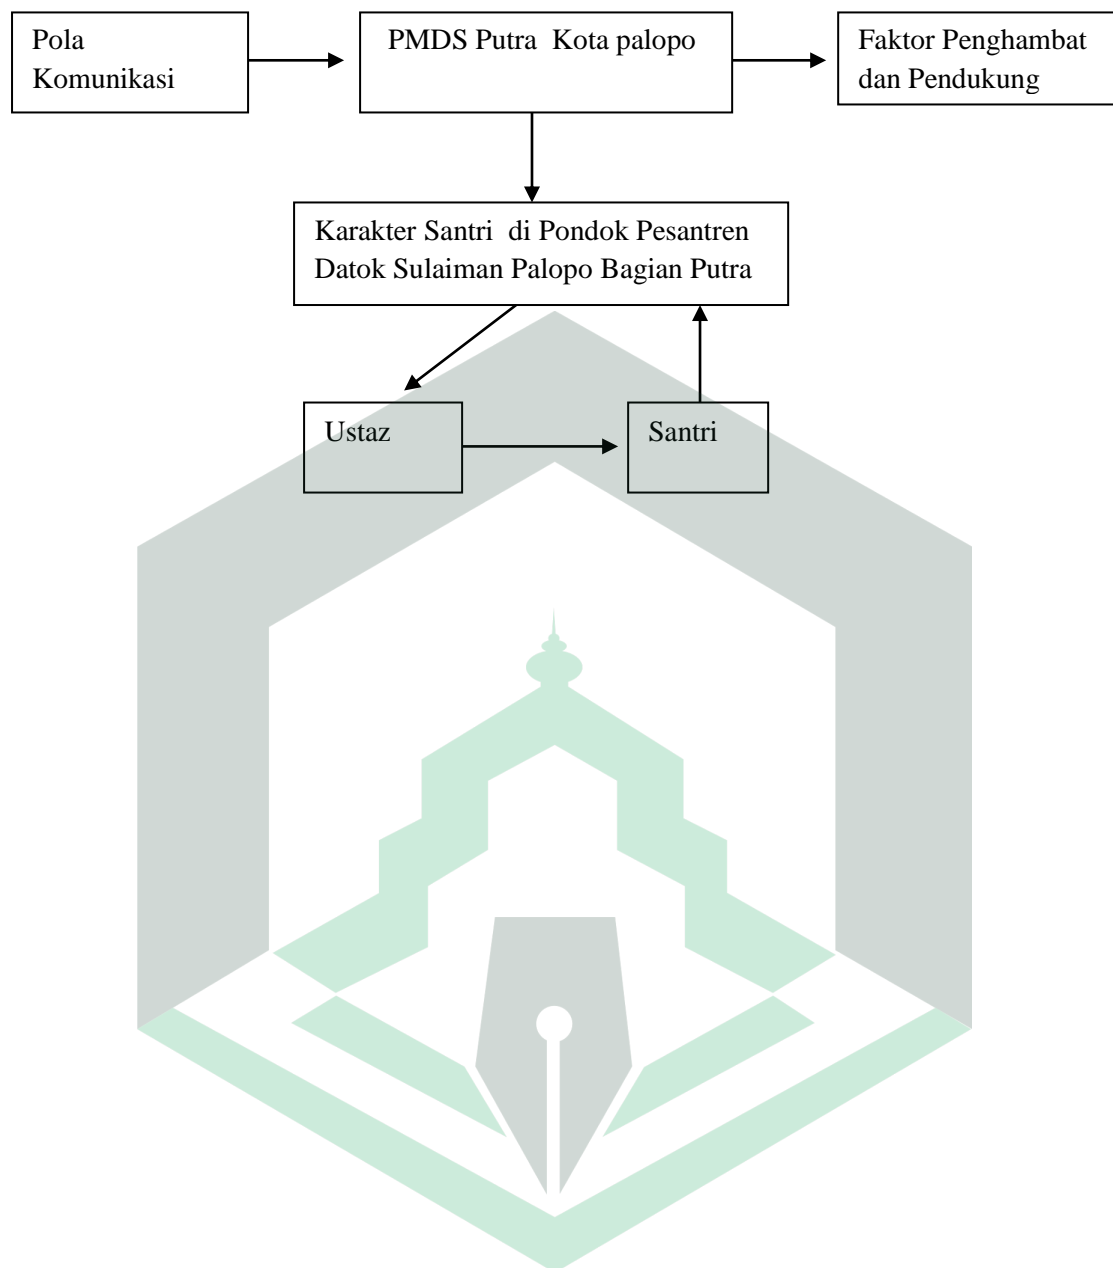 Pola
Komunikasi
PMDS Putra  Kota palopo
Faktor Penghambat
dan Pendukung
Karakter Santri  di Pondok Pesantren
Datok Sulaiman Palopo Bagian Putra
Ustaz
Santri